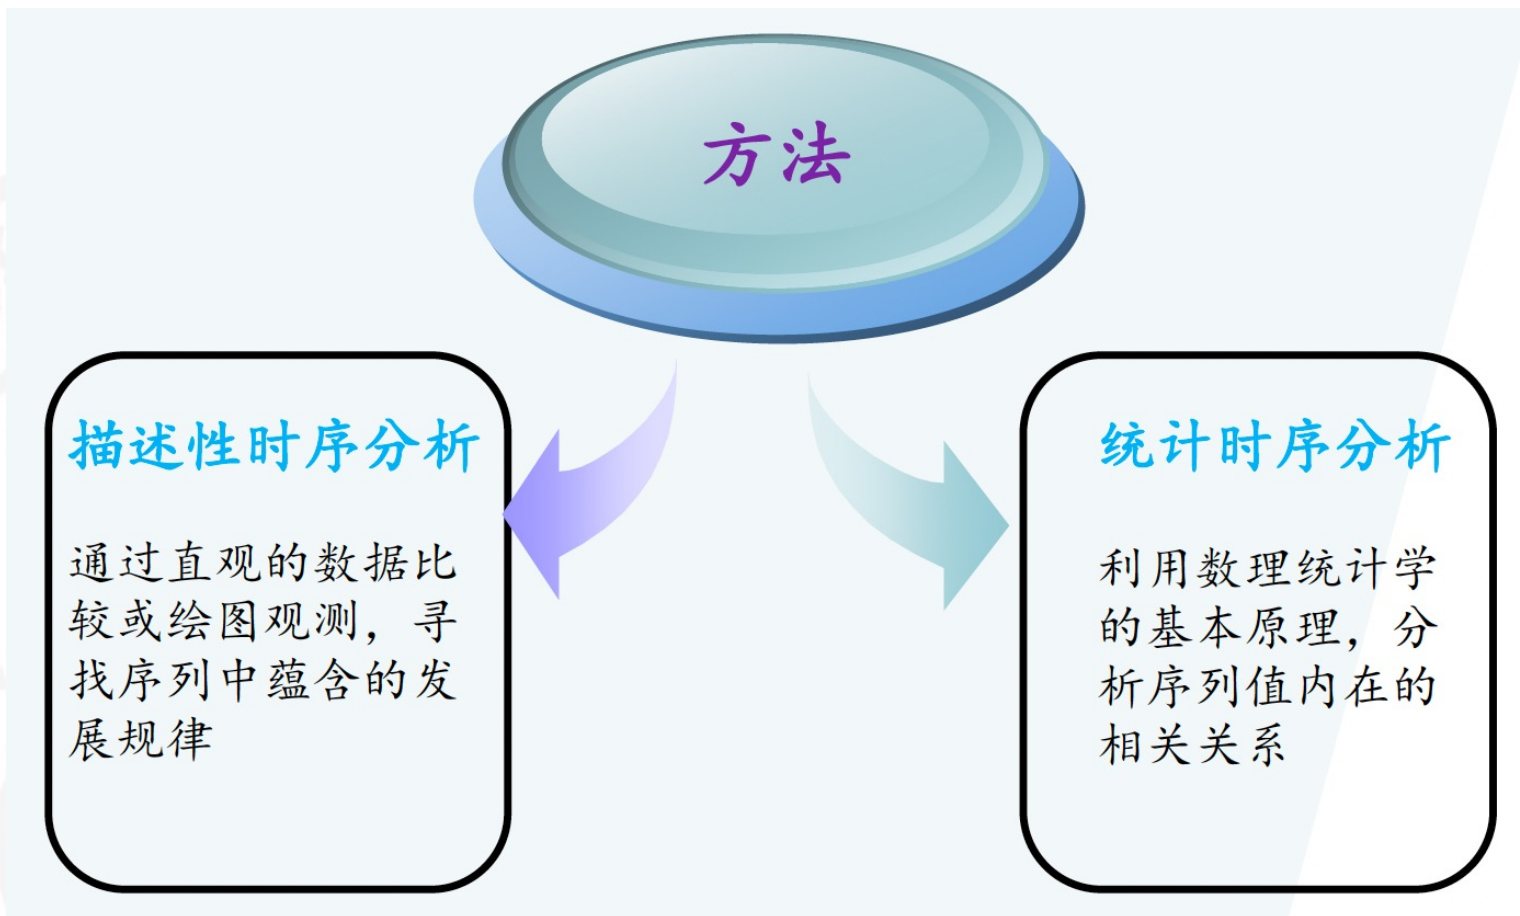 方法
描述性时序分析
通过直观的数据比
较或绘图观测，寻
找序列中蕴含的发
展规律
统计时序分析
利用数理统计学
的基本原理，分
析序列值内在的
相关关系